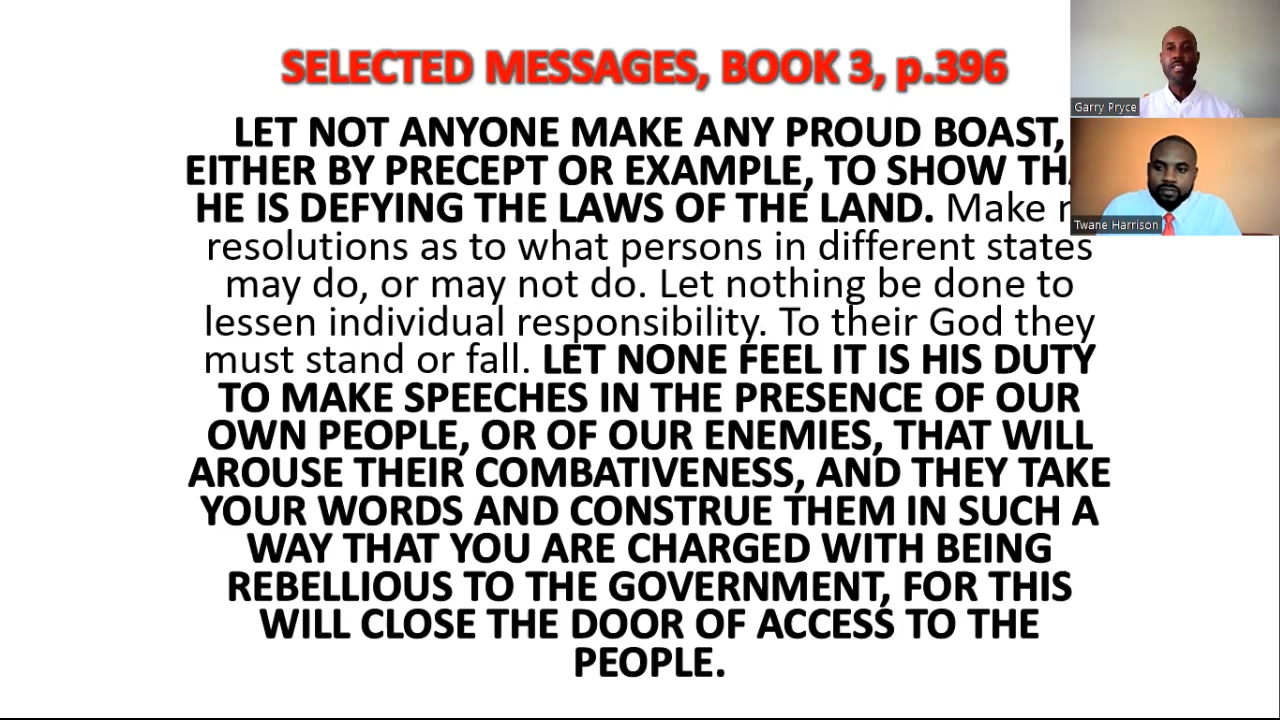 SELECTED MESSAGES, BOOK 3, p.396
LET NOT ANYONE MAKE ANY PROUD BOAST,
EITHER BY PRECEPT OR EXAMPLE, TO SHOW
HE IS DEFYING THE LAWS OF THE LAND. Make
resolutions as to what persons in different states
may do, or may not do. Let nothing be done to
lessen individual responsibility. To their God they
must stand or fall. LET NONE FEEL IT IS HIS DUTY
TO MAKE SPEECHES IN THE PRESENCE OF OUR
OWN PEOPLE, OR OF OUR ENEMIES, THAT WILL
AROUSE THEIR COMBATIVENESS, AND THEY TAKE
YOUR WORDS AND CONSTRUE THEM IN SUCH A
WAY THAT YOU ARE CHARGED WITH BEING
REBELLIOUS TO THE GOVERNMENT, FOR THIS
WILL CLOSE THE DOOR OF ACCESS TO THE
PEOPLE.
Garry Pryce
Twane Harrison